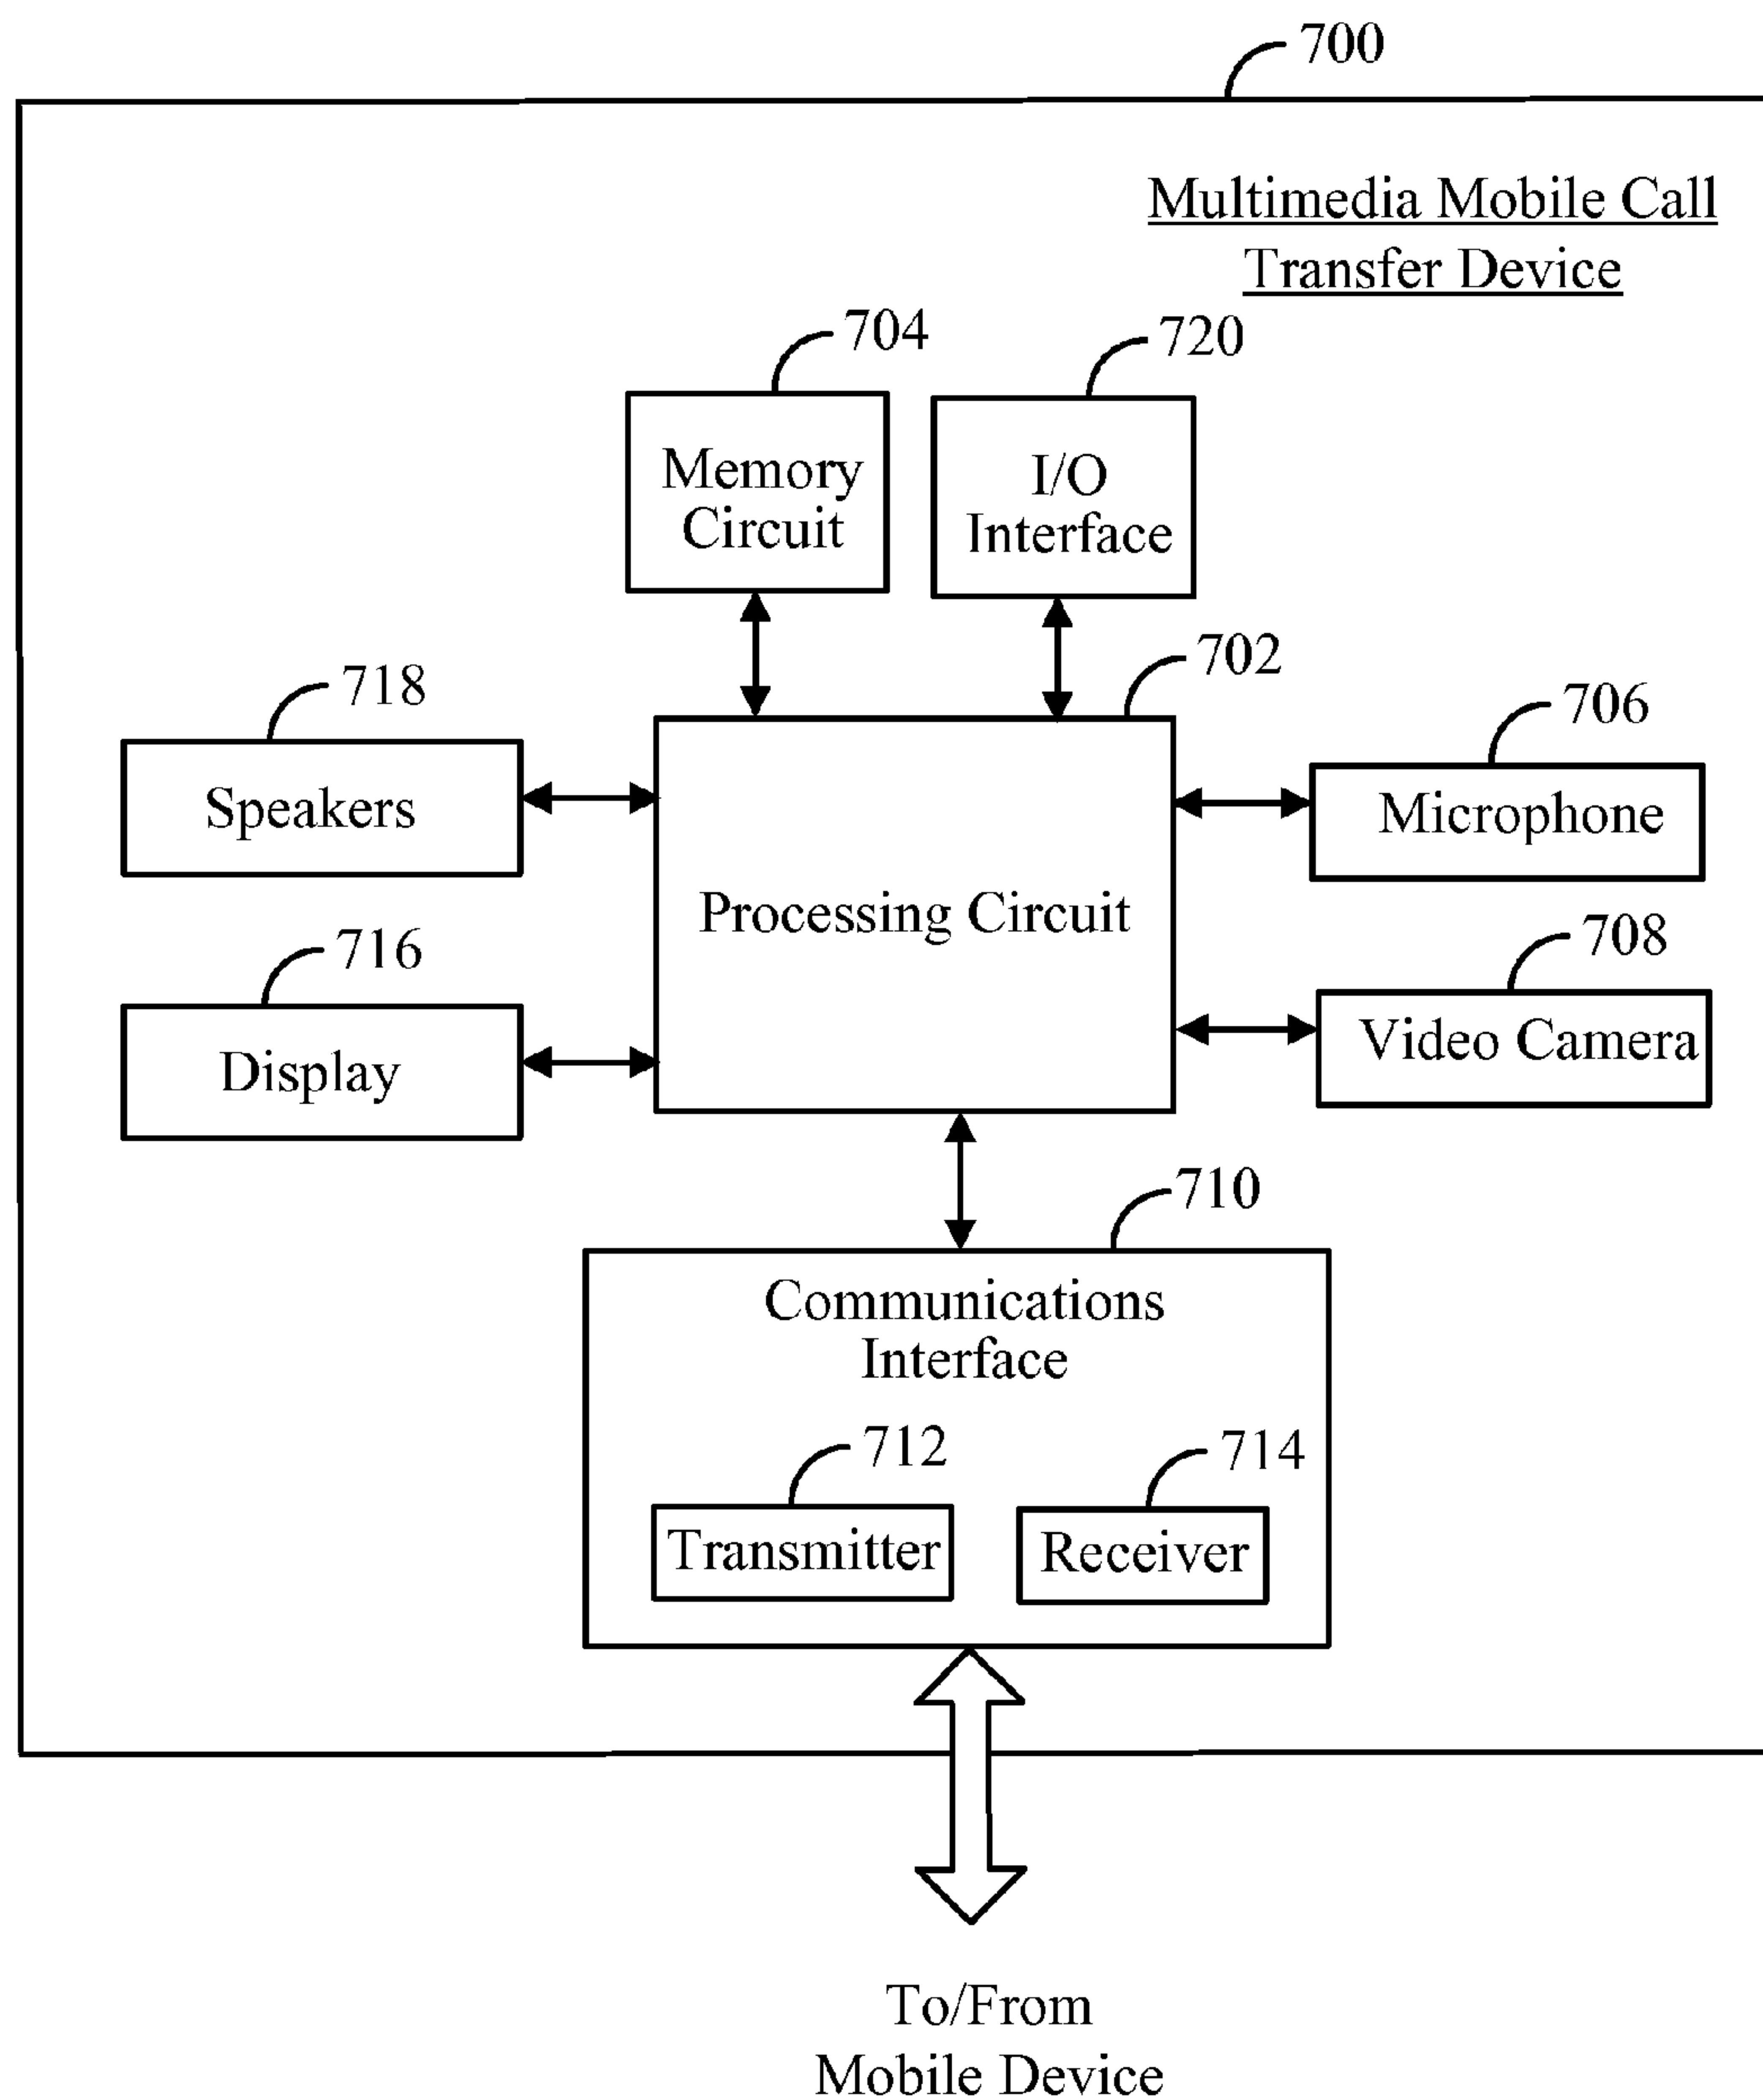 700
Multimedia Mobile Call
Transfer Device
704
720
Memory
Circuit
I/O
Interface
702
718
706
Speakers
Microphone
Processing Circuit
716
708
Display
Video Camera
710
Communications
Interface
712
714
Transmitter
Receiver
To/From
Mobile Device